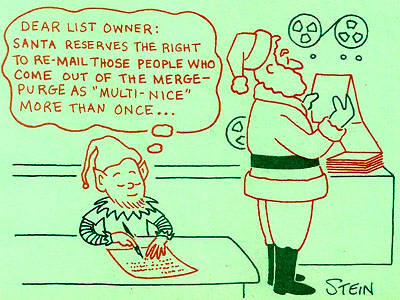 DEAR LIST OWNER:
SANTA RESERVES THE RIGHT
TO RE-MAIL THOSE PEOPLE WHO
COME OUT OF THE MERGE-
PURGE AS "MULTI-NICE"
MORE THAN ONCE...
STEIN